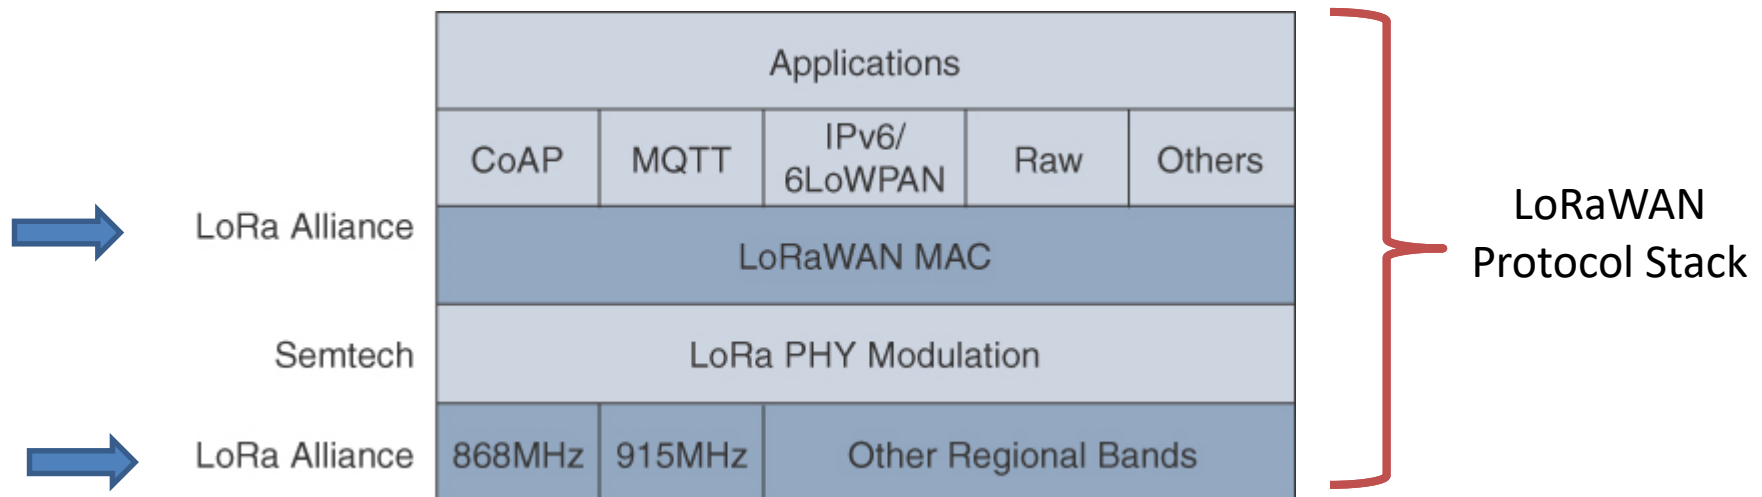 Applications
CoAP
MQTT
IPv6/
6LoWPAN
Raw
Others
LoRa Alliance
LoRaWAN MAC
Semtech
LoRa PHY Modulation
LoRa Alliance
868MHz
915MHz
Other Regional Bands
LoRaWAN
Protocol Stack